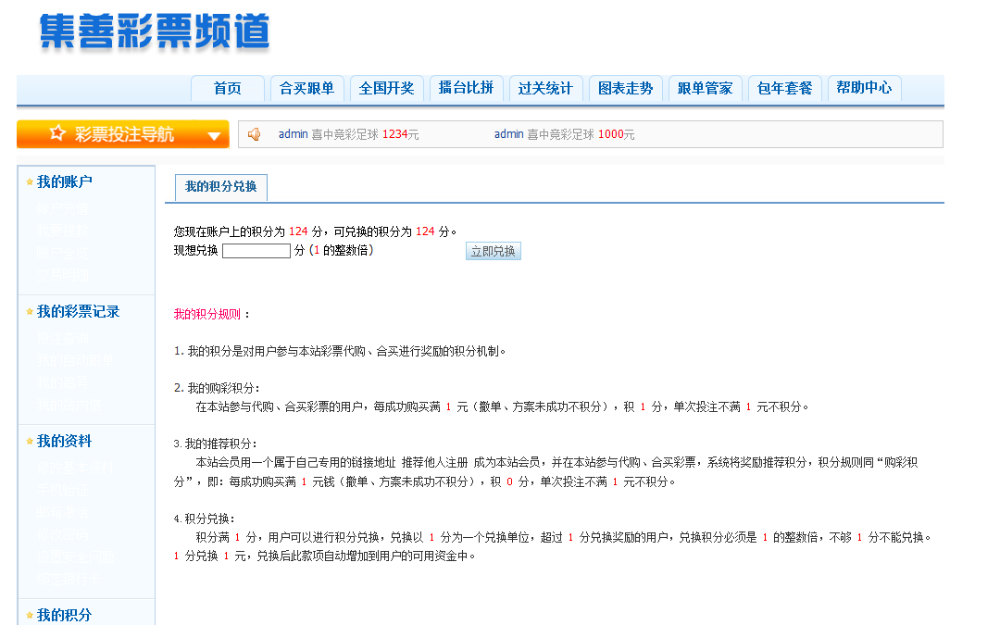 集善彩票频道
首页 合买跟单 全国开奖 擂台比拼 过关统计 图表走势 跟单管家 包年套餐 帮助中心
彩票投注导航
admin 喜中竞彩足球 1234元 admin 喜中竞彩足球 1000元
我的账户
我的彩票记录
我的资料
我的积分
我的积分兑换
您现在账户上的积分为 124 分，可兑换的积分为 124 分。
现想兑换 分 (1 的整数倍) 立即兑换
我的积分规则 ：
1. 我的积分是对用户参与本站彩票代购、合买进行奖励的积分机制。
2. 我的购彩积分：
在本站参与代购、合买彩票的用户，每成功购买满 1 元（撤单、方案未成功不积分），积 1 分，单次投注不满 1 元不积分。
3. 我的推荐积分：
本站会员用一个属于自己专用的链接地址 推荐他人注册 成为本站会员，并在本站参与代购、合买彩票，系统将奖励推荐积分，积分规则同“购彩积
分”，即：每成功购买满 1 元钱（撤单、方案未成功不积分），积 0 分，单次投注不满 1 元不积分。
4. 积分兑换：
积分满 1 分，用户可以进行积分兑换，兑换以 1 分为一个兑换单位，超过 1 分兑换奖励的用户，兑换积分必须是 1 的整数倍，不够 1 分不能兑换。
1 分兑换 1 元，兑换后此款项自动增加到用户的可用资金中。